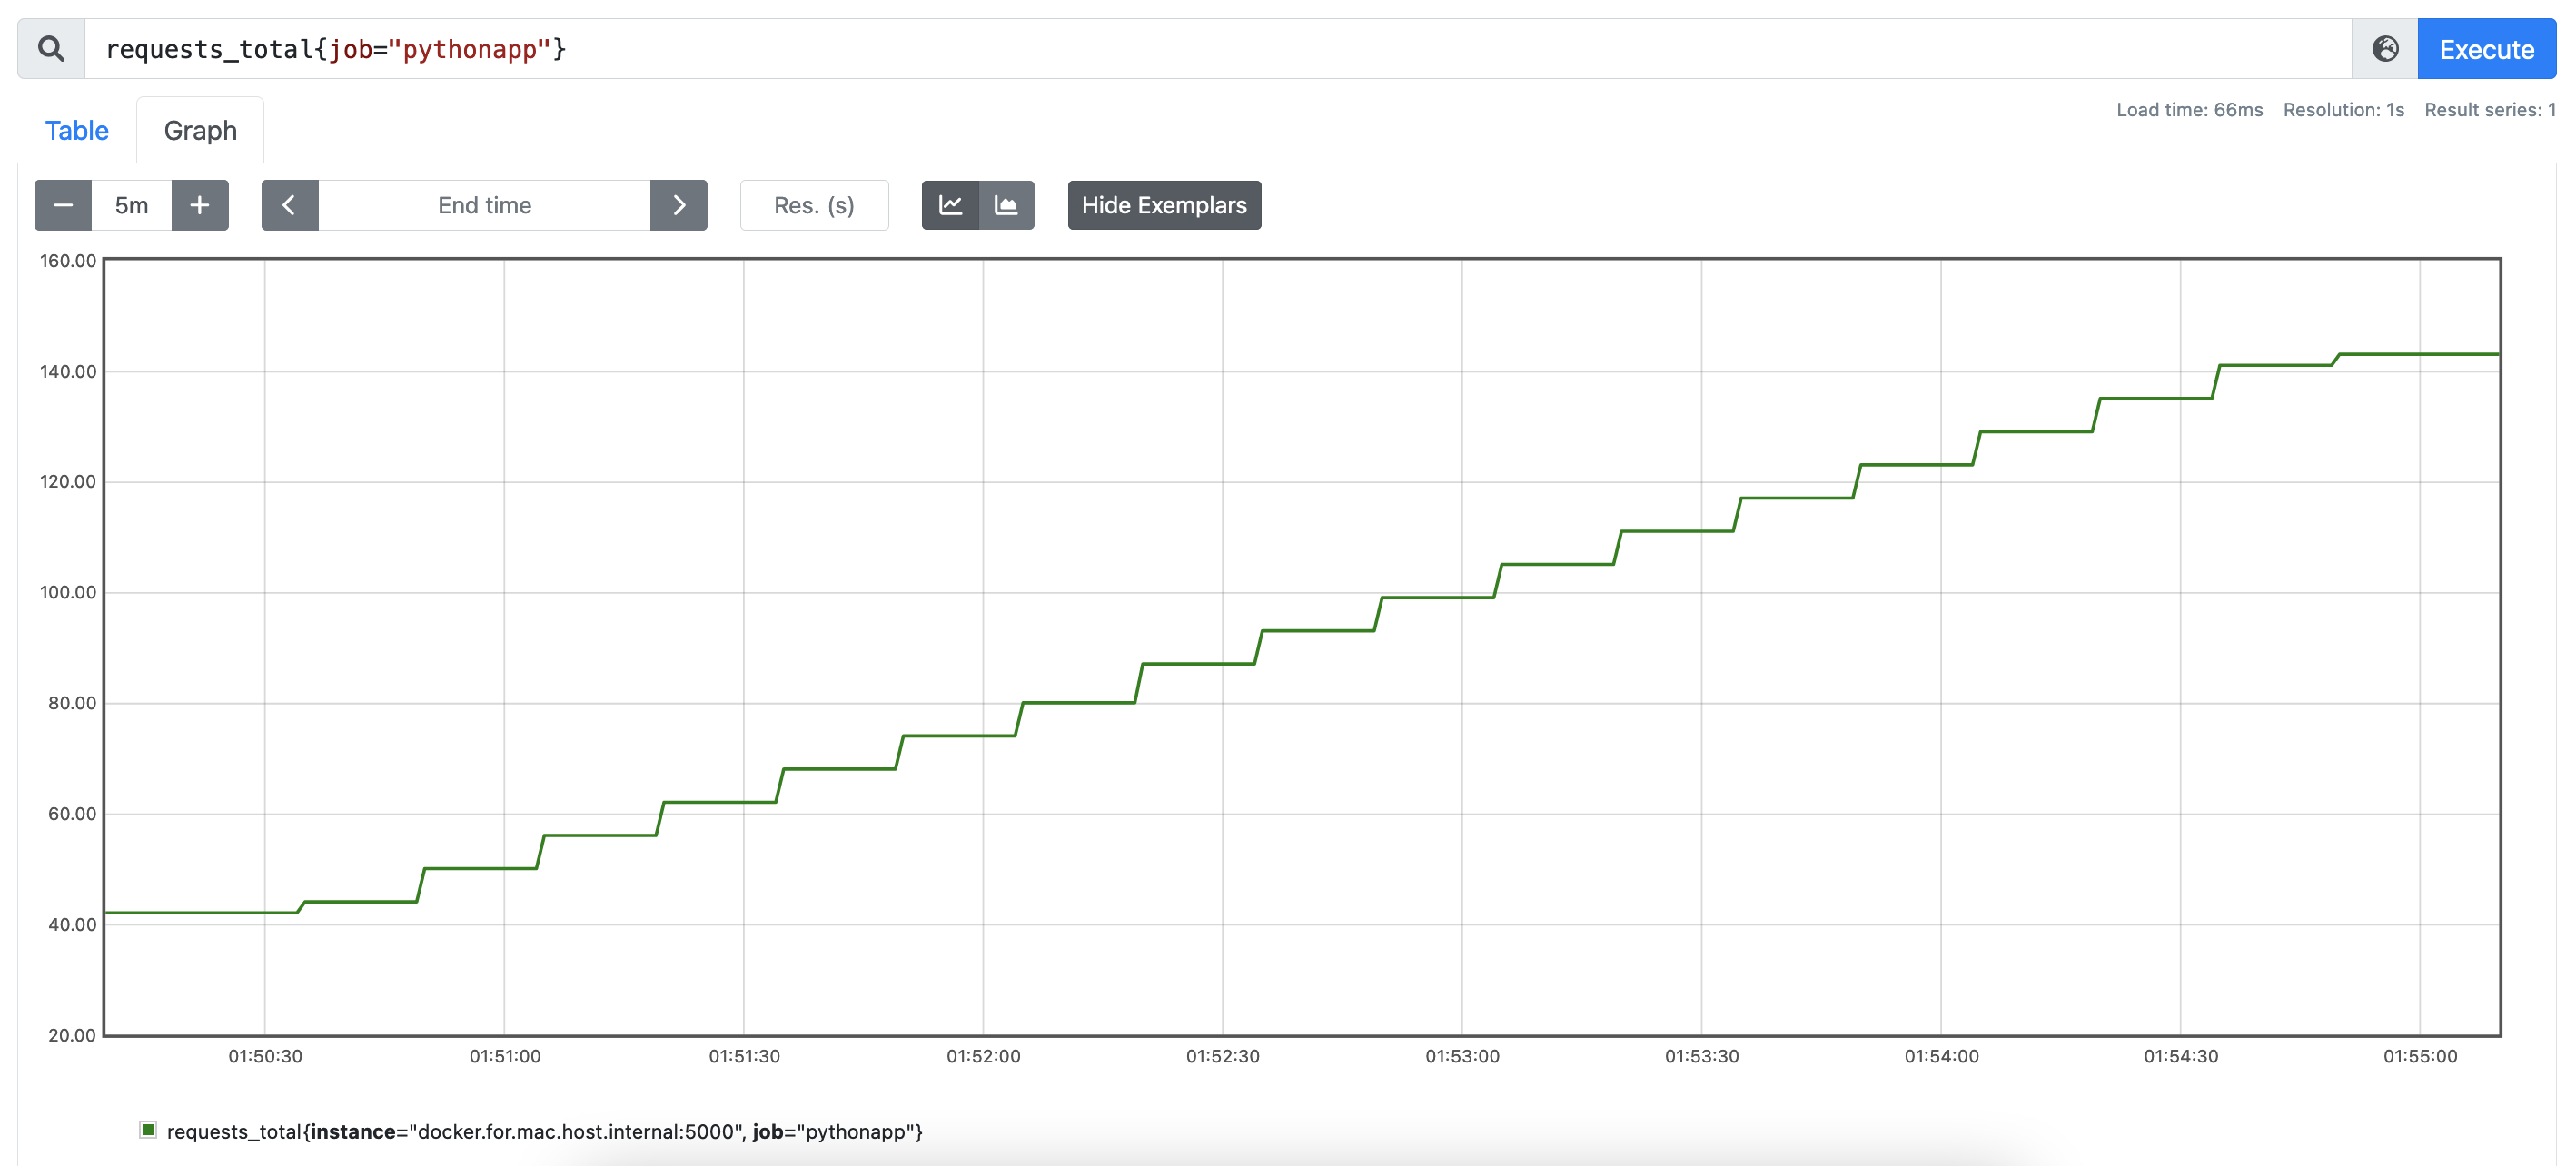 requests_total{job="pythonapp"}
Execute
Table
Graph
Load time: 66ms Resolution: 1s Result series: 1
5m
End time
Res. (s)
Hide Exemplars
160.00
140.00
120.00
100.00
80.00
60.00
40.00
20.00
01:50:30 01:51:00 01:51:30 01:52:00 01:52:30 01:53:00 01:53:30 01:54:00 01:54:30 01:55:00
requests_total{instance="docker.for.mac.host.internal:5000", job="pythonapp"}